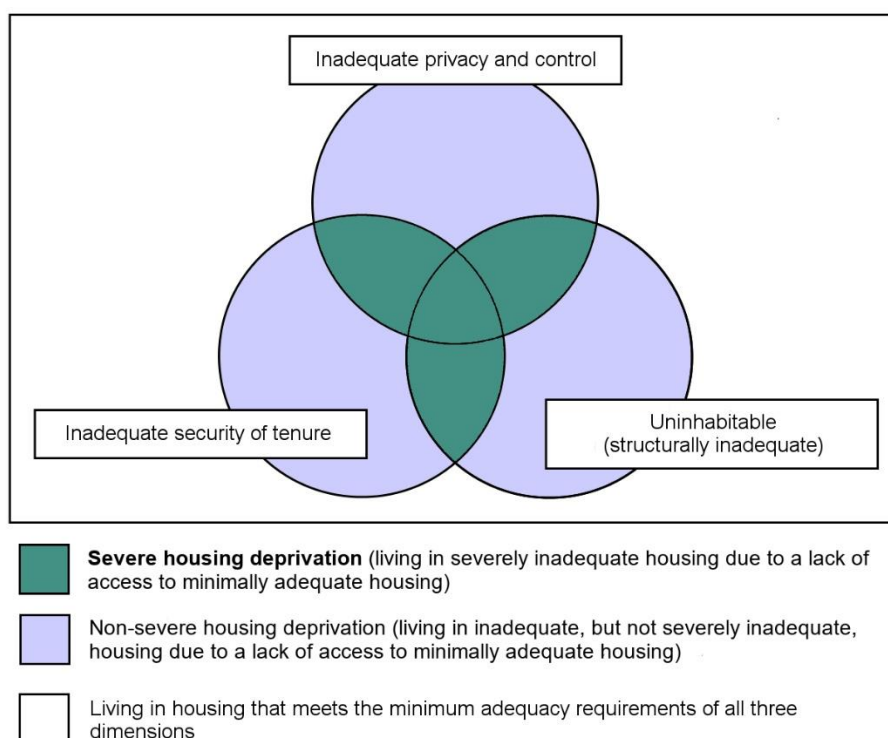 Inadequate privacy and control
Inadequate security of tenure
Uninhabitable
(structurally inadequate)
Severe housing deprivation (living in severely inadequate housing due to a lack of
access to minimally adequate housing)
Non-severe housing deprivation (living in inadequate, but not severely inadequate,
housing due to a lack of access to minimally adequate housing)
Living in housing that meets the minimum adequacy requirements of all three
dimensions